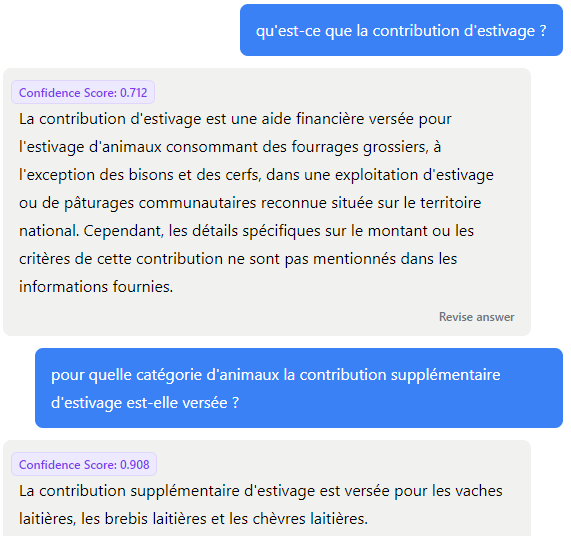 qu'est-ce que la contribution d'estivage ?
Confidence Score: 0.712
La contribution d'estivage est une aide financière versée pour
l'estivage d'animaux consommant des fourrages grossiers, à
l'exception des bisons et des cerfs, dans une exploitation d'estivage
ou de pâturages communautaires reconnue située sur le territoire
national. Cependant, les détails spécifiques sur le montant ou les
critères de cette contribution ne sont pas mentionnés dans les
informations fournies.
Revise answer
pour quelle catégorie d'animaux la contribution supplémentaire
d'estivage est-elle versée ?
Confidence Score: 0.908
La contribution supplémentaire d'estivage est versée pour les vaches
laitières, les brebis laitières et les chèvres laitières.